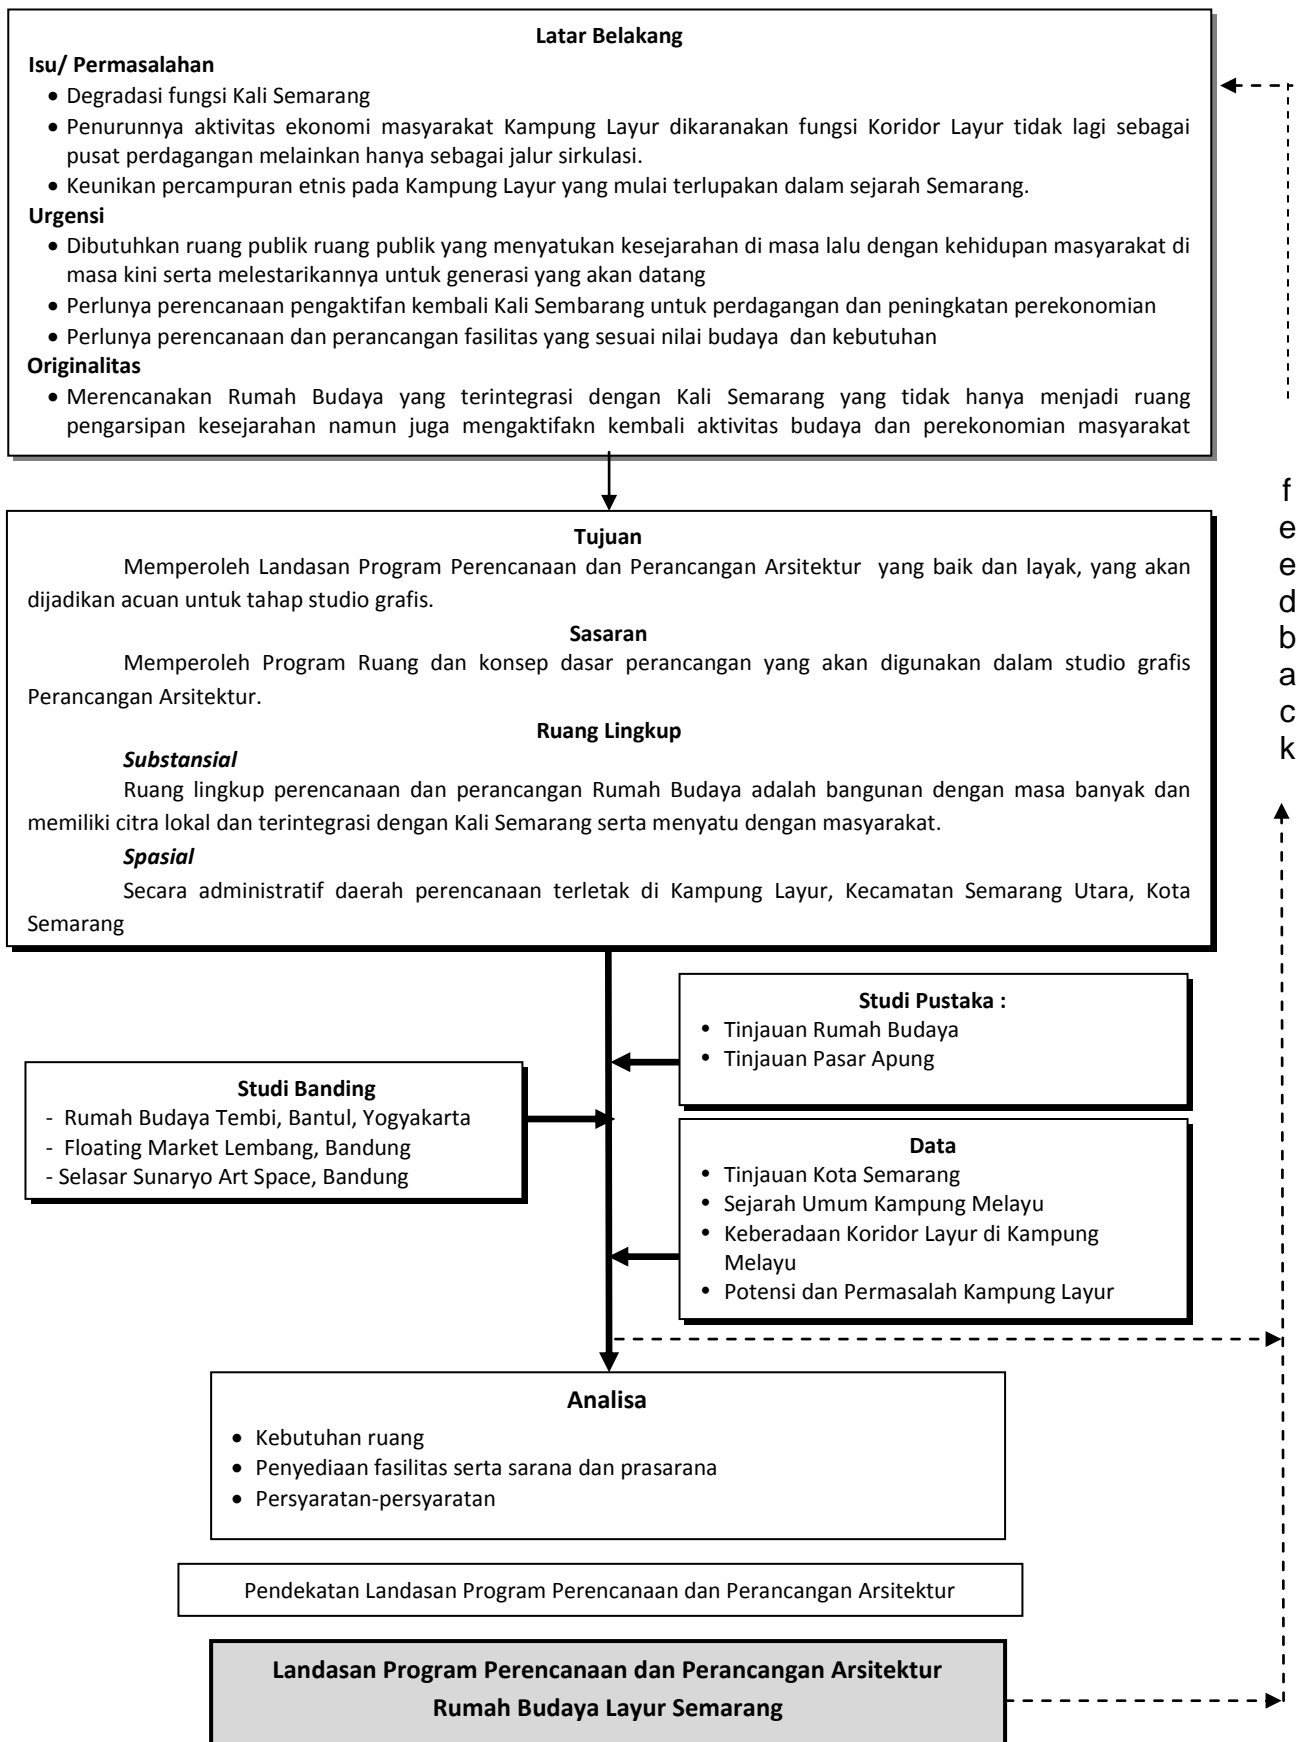 Latar Belakang
Isu/ Permasalahan
• Degradasi fungsi Kali Semarang
• Penurunnya aktivitas ekonomi masyarakat Kampung Layur dikaranakan fungsi Koridor Layur tidak lagi sebagai
pusat perdagangan melainkan hanya sebagai jalur sirkulasi.
• Keunikan percampuran etnis pada Kampung Layur yang mulai terlupakan dalam sejarah Semarang.
Urgensi
• Dibutuhkan ruang publik ruang publik yang menyatukan kesejarahan di masa lalu dengan kehidupan masyarakat di
masa kini serta melestarikannya untuk generasi yang akan datang
• Perlunya perencanaan pengaktifan kembali Kali Sembarang untuk perdagangan dan peningkatan perekonomian
• Perlunya perencanaan dan perancangan fasilitas yang sesuai nilai budaya dan kebutuhan
Originalitas
• Merencanakan Rumah Budaya yang terintegrasi dengan Kali Semarang yang tidak hanya menjadi ruang
pengarsipan kesejarahan namun juga mengaktifakn kembali aktivitas budaya dan perekonomian masyarakat
feedback
Tujuan
Memperoleh Landasan Program Perencanaan dan Perancangan Arsitektur yang baik dan layak, yang akan
dijadikan acuan untuk tahap studio grafis.
Sasaran
Memperoleh Program Ruang dan konsep dasar perancangan yang akan digunakan dalam studio grafis
Perancangan Arsitektur.
Ruang Lingkup
Substansial
Ruang lingkup perencanaan dan perancangan Rumah Budaya adalah bangunan dengan masa banyak dan
memiliki citra lokal dan terintegrasi dengan Kali Semarang serta menyatu dengan masyarakat.
Spasial
Secara administratif daerah perencanaan terletak di Kampung Layur, Kecamatan Semarang Utara, Kota
Semarang
Studi Pustaka :
• Tinjauan Rumah Budaya
• Tinjauan Pasar Apung
Studi Banding
- Rumah Budaya Tembi, Bantul, Yogyakarta
- Floating Market Lembang, Bandung
- Selasar Sunaryo Art Space, Bandung
Data
• Tinjauan Kota Semarang
• Sejarah Umum Kampung Melayu
• Keberadaan Koridor Layur di Kampung
Melayu
• Potensi dan Permasalah Kampung Layur
Analisa
• Kebutuhan ruang
• Penyediaan fasilitas serta sarana dan prasarana
• Persyaratan-persyaratan
Pendekatan Landasan Program Perencanaan dan Perancangan Arsitektur
Landasan Program Perencanaan dan Perancangan Arsitektur
Rumah Budaya Layur Semarang